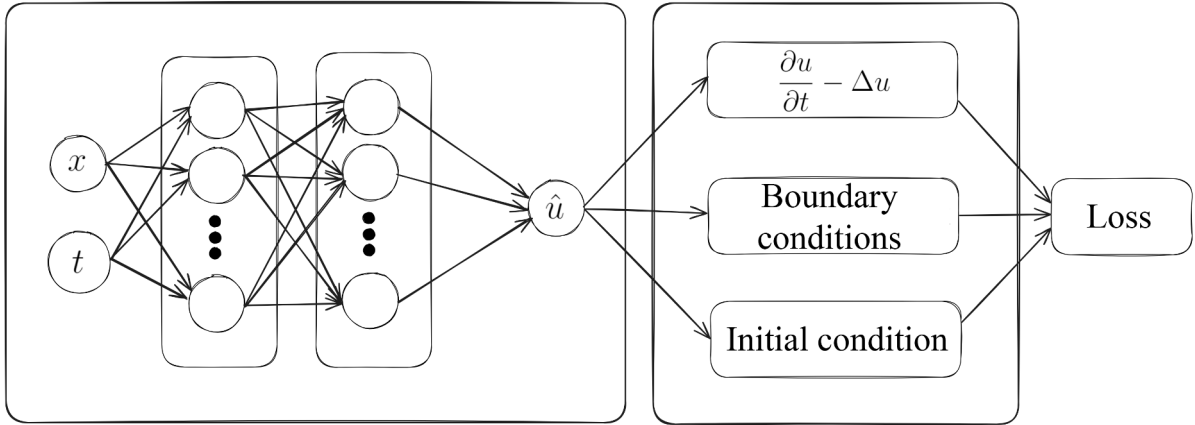 x
t
û
∂u/∂t − Δu
Boundary
conditions
Initial condition
Loss